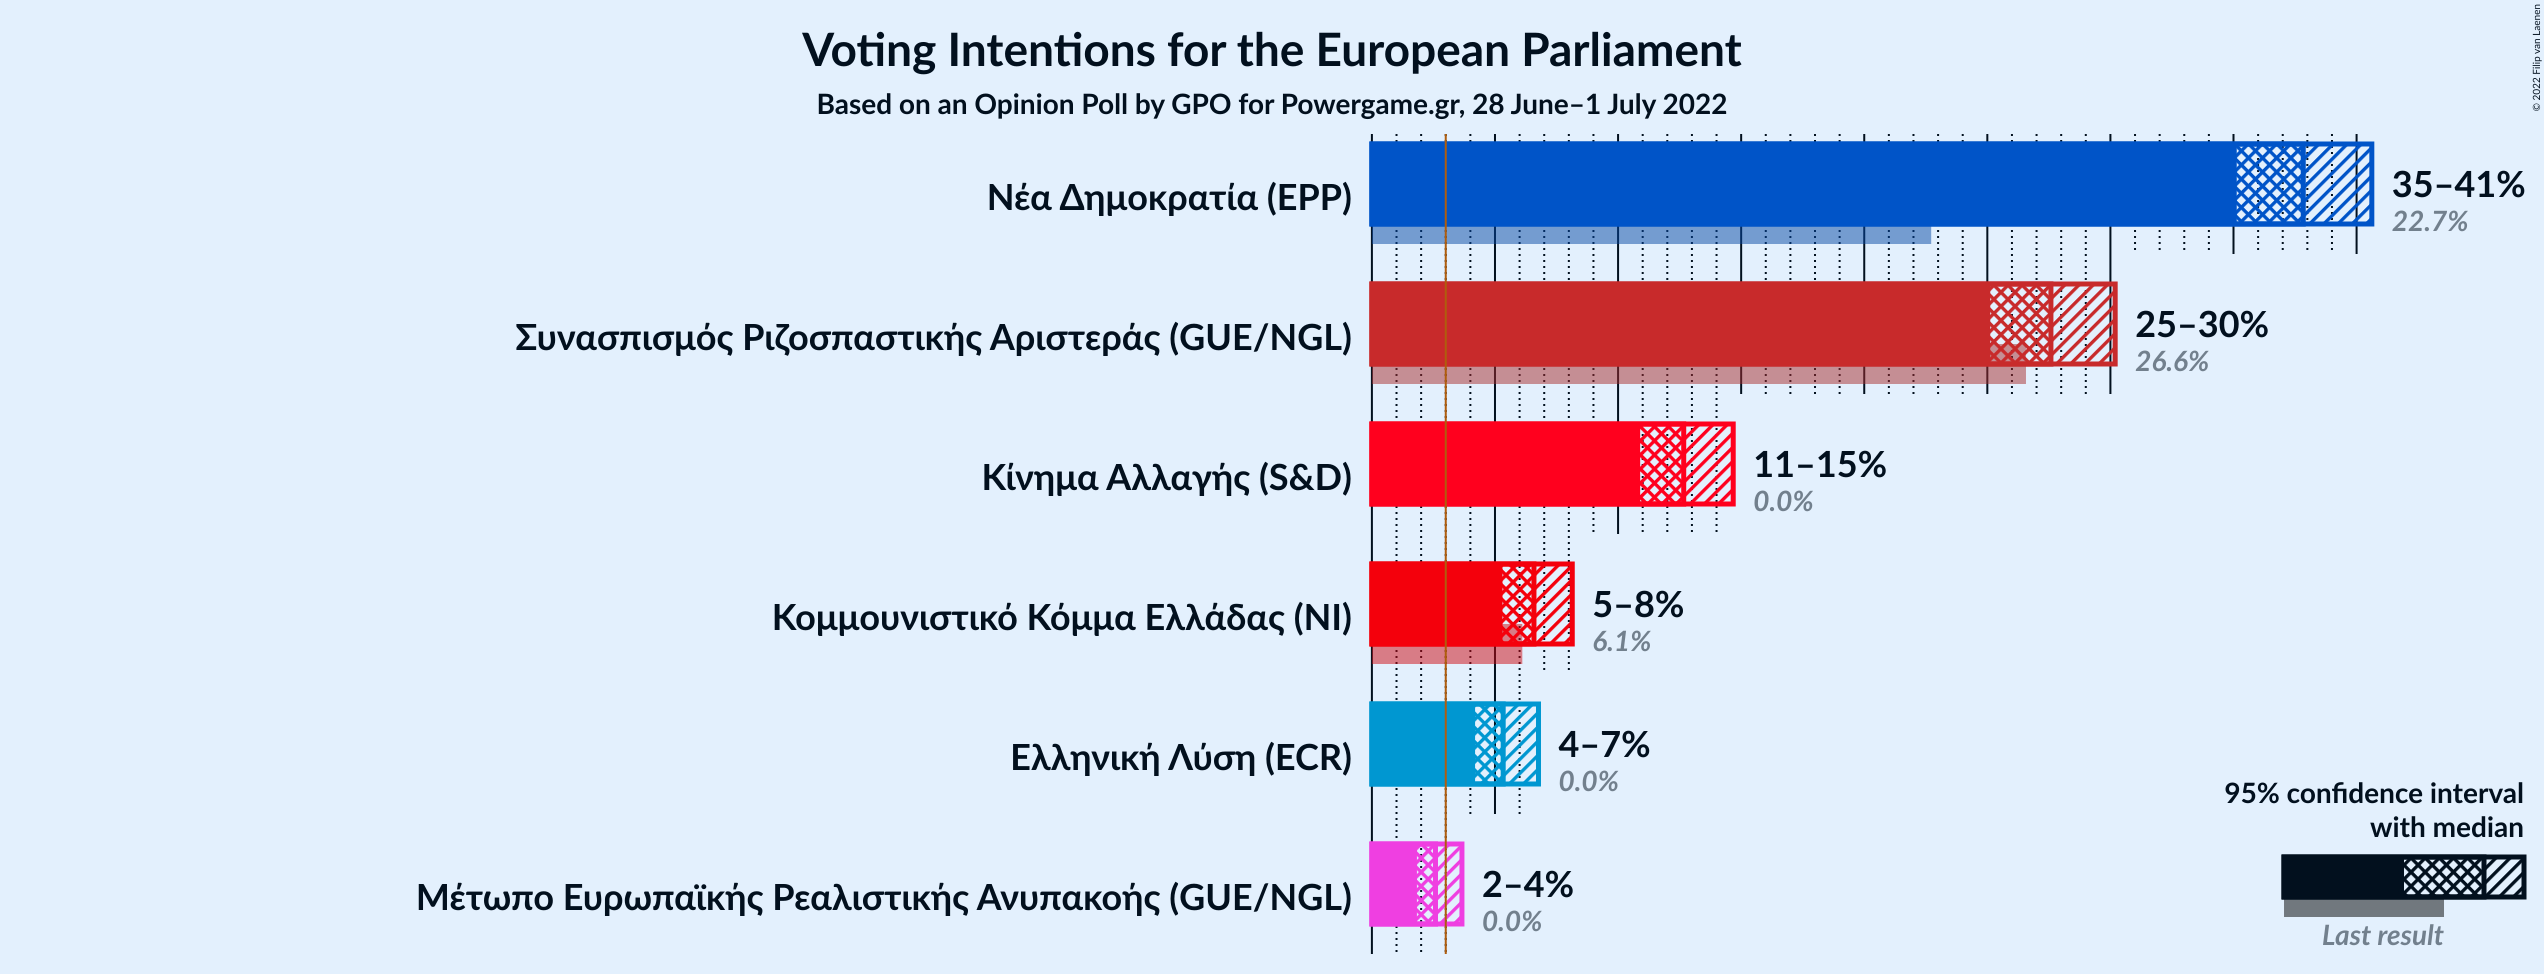 Voting Intentions for the European Parliament
Based on an Opinion Poll by GPO for Powergame.gr, 28 June–1 July 2022
© 2022 Filip van Laenen
Νέα Δημοκρατία (EPP)
35–41%
22.7%
Συνασπισμός Ριζοσπαστικής Αριστεράς (GUE/NGL)
25–30%
26.6%
Κίνημα Αλλαγής (S&D)
11–15%
0.0%
Κομμουνιστικό Κόμμα Ελλάδας (NI)
5–8%
6.1%
Ελληνική Λύση (ECR)
4–7%
0.0%
Μέτωπο Ευρωπαϊκής Ρεαλιστικής Ανυπακοής (GUE/NGL)
2–4%
0.0%
95% confidence interval
with median
Last result